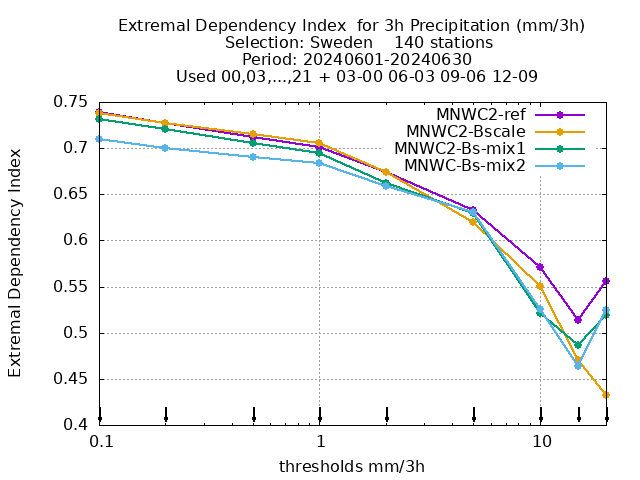 Extremal Dependency Index  for 3h Precipitation (mm/3h)
Selection: Sweden    140 stations
Period: 20240601-20240630
Used 00,03,...,21 + 03-00 06-03 09-06 12-09
MNWC2-ref
MNWC2-Bscale
MNWC2-Bs-mix1
MNWC-Bs-mix2
Extremal Dependency Index
0.75
0.7
0.65
0.6
0.55
0.5
0.45
0.4
0.1
1
10
thresholds mm/3h